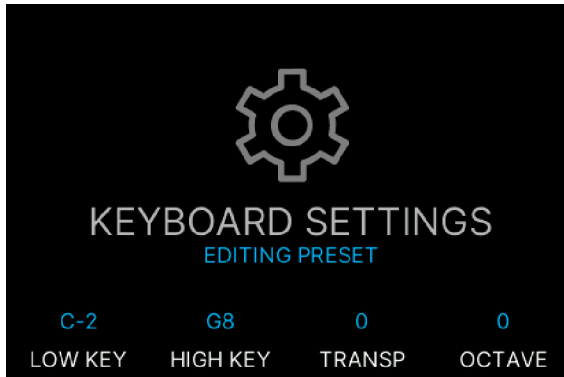 KEYBOARD SETTINGS
EDITING PRESET
C-2 G8 0 0
LOW KEY HIGH KEY TRANSP OCTAVE